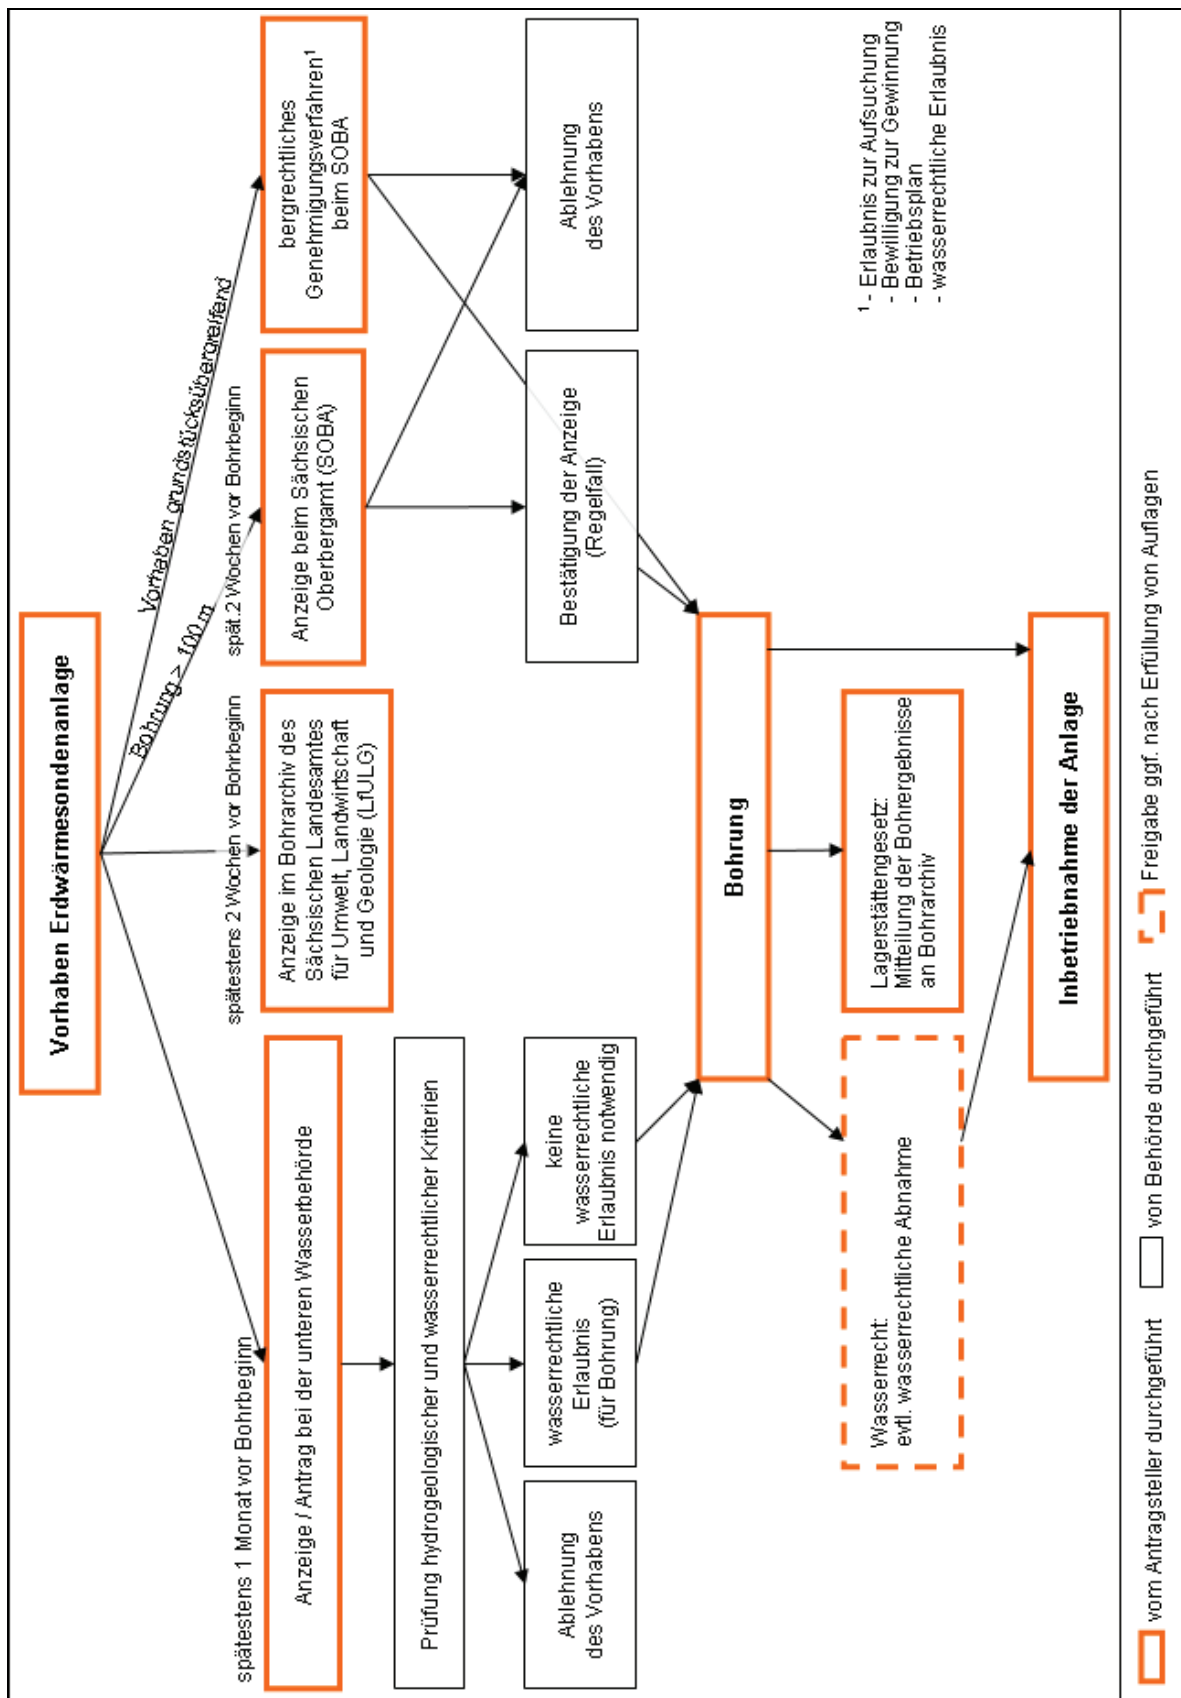 Vorhaben Erdwärmesondenanlage
Vorhaben grundstücksübergreifend
Bohrung > 100 m
spätestens 1 Monat vor Bohrbeginn
Anzeige / Antrag bei der unteren Wasserbehörde
spätestens 2 Wochen vor Bohrbeginn
Anzeige im Bohrarchiv des
Sächsischen Landesamtes
für Umwelt, Landwirtschaft
und Geologie (LfULG)
spät.2 Wochen vor Bohrbeginn
Anzeige beim Sächsischen
Oberbergamt (SOBA)
bergrechtliches
Genehmigungsverfahren¹
beim SOBA
Prüfung hydrogeologischer und wasserrechtlicher Kriterien
Ablehnung
des Vorhabens
wasserrechtliche
Erlaubnis
(für Bohrung)
keine
wasserrechtliche
Erlaubnis notwendig
Bestätigung der Anzeige
(Regelfall)
Ablehnung
des Vorhabens
Bohrung
Wasserrecht:
evtl. wasserrechtliche Abnahme
Lagerstättengesetz:
Mitteilung der Bohrergebnisse
an Bohrarchiv
¹ - Erlaubnis zur Aufsuchung
- Bewilligung zur Gewinnung
- Betriebsplan
- wasserrechtliche Erlaubnis
Inbetriebnahme der Anlage
vom Antragsteller durchgeführt
von Behörde durchgeführt
Freigabe ggf. nach Erfüllung von Auflagen